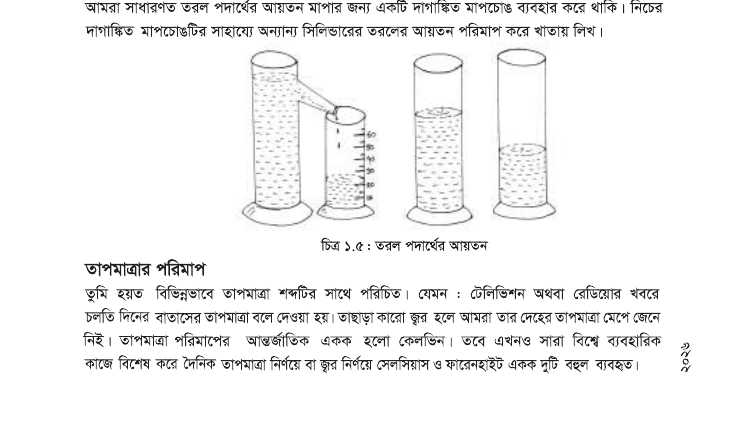 আমরা সাধারণত তরল পদার্থের আয়তন মাপার জন্য একটি দাগাঙ্কিত মাপচোঙ ব্যবহার করে থাকি। নিচের
দাগাঙ্কিত মাপচোঙটির সাহায্যে অন্যান্য সিলিন্ডারের তরলের আয়তন পরিমাপ করে খাতায় লিখ।
চিত্র ১.৫ : তরল পদার্থের আয়তন
তাপমাত্রার পরিমাপ
তুমি হয়ত বিভিন্নভাবে তাপমাত্রা শব্দটির সাথে পরিচিত। যেমন : টেলিভিশন অথবা রেডিয়োর খবরে
চলতি দিনের বাতাসের তাপমাত্রা বলে দেওয়া হয়। তাছাড়া কারো জ্বর হলে আমরা তার দেহের তাপমাত্রা মেপে জেনে
নিই। তাপমাত্রা পরিমাপের আন্তর্জাতিক একক হলো কেলভিন। তবে এখনও সারা বিশ্বে ব্যবহারিক
কাজে বিশেষ করে দৈনিক তাপমাত্রা নির্ণয়ে বা জ্বর নির্ণয়ে সেলসিয়াস ও ফারেনহাইট একক দুটি বহুল ব্যবহৃত।